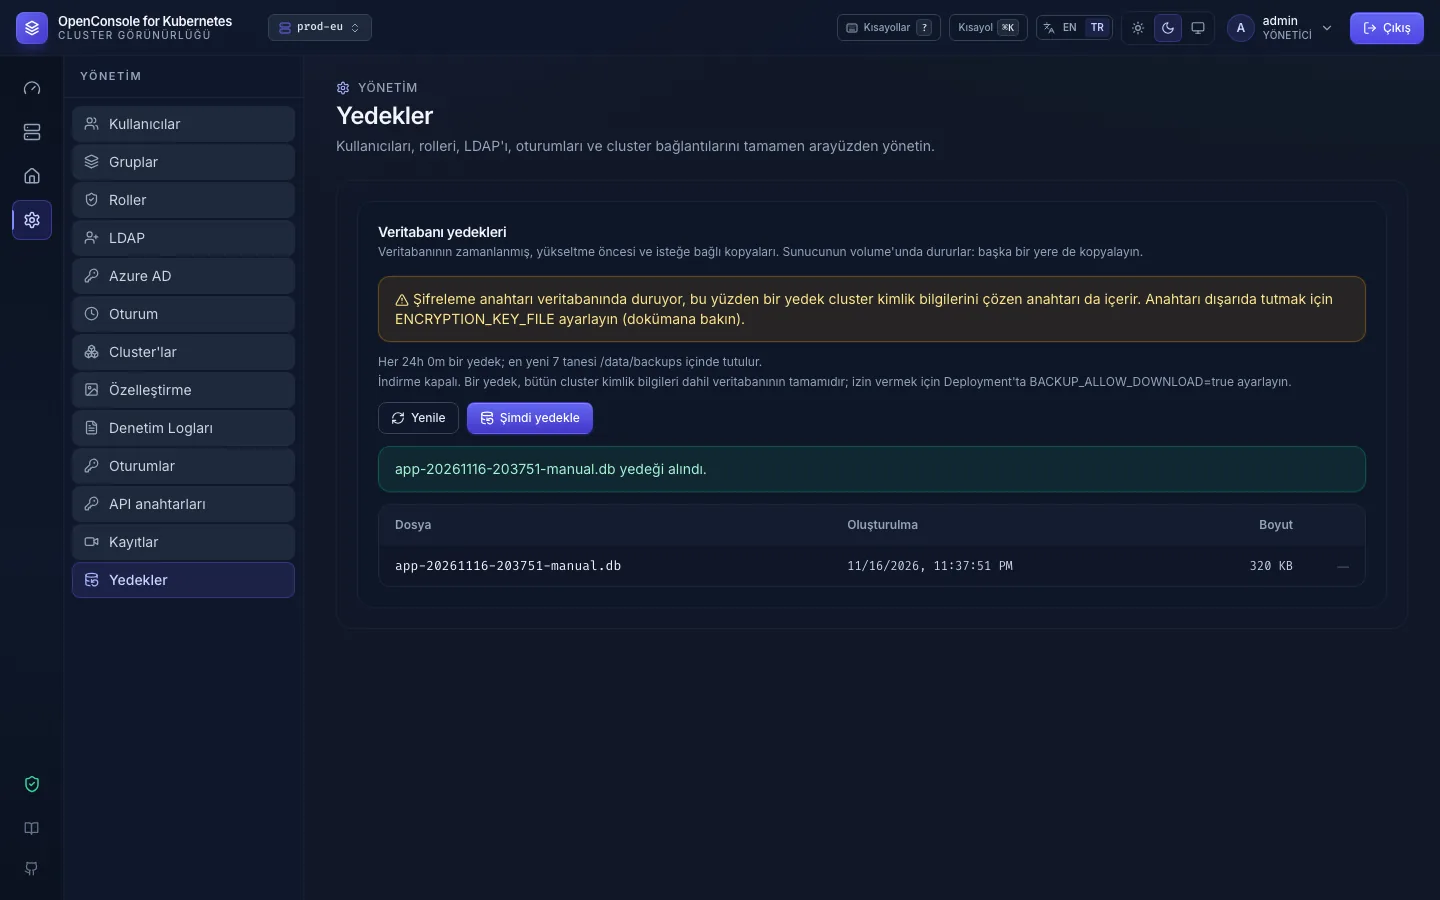 OpenConsole for Kubernetes
CLUSTER GÖRÜNÜRLÜĞÜ
prod-eu
Kısayollar ?
Kısayol ⌘K
EN TR
A
admin
YÖNETİCİ
Çıkış
YÖNETİM
Kullanıcılar
Gruplar
Roller
LDAP
Azure AD
Oturum
Cluster'lar
Özelleştirme
Denetim Logları
Oturumlar
API anahtarları
Kayıtlar
Yedekler
YÖNETİM
Yedekler
Kullanıcıları, rolleri, LDAP'ı, oturumları ve cluster bağlantılarını tamamen arayüzden yönetin.
Veritabanı yedekleri
Veritabanının zamanlanmış, yükseltme öncesi ve isteğe bağlı kopyaları. Sunucunun volume'unda dururlar: başka bir yere de kopyalayın.
Şifreleme anahtarı veritabanında duruyor, bu yüzden bir yedek cluster kimlik bilgilerini çözen anahtarı da içerir. Anahtarı dışarıda tutmak için
ENCRYPTION_KEY_FILE ayarlayın (dokümana bakın).
Her 24h 0m bir yedek; en yeni 7 tanesi /data/backups içinde tutulur.
İndirme kapalı. Bir yedek, bütün cluster kimlik bilgileri dahil veritabanının tamamıdır; izin vermek için Deployment'ta BACKUP_ALLOW_DOWNLOAD=true ayarlayın.
Yenile
Şimdi yedekle
app-20261116-203751-manual.db yedeği alındı.
Dosya Oluşturulma Boyut
app-20261116-203751-manual.db 11/16/2026, 11:37:51 PM 320 KB —